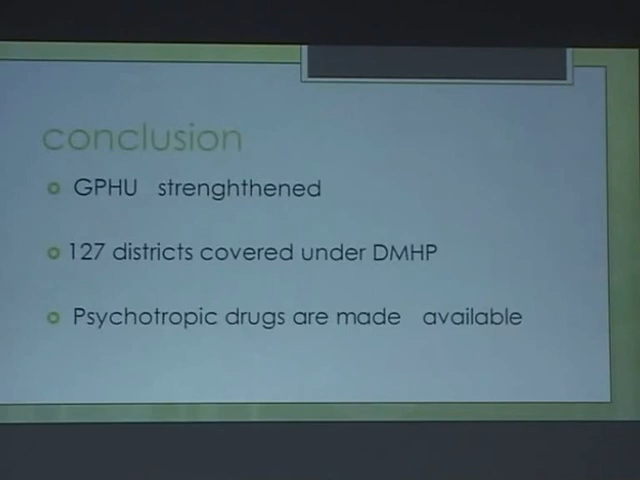 conclusion
GPHU strenghthened
127 districts covered under DMHP
Psychotropic drugs are made available